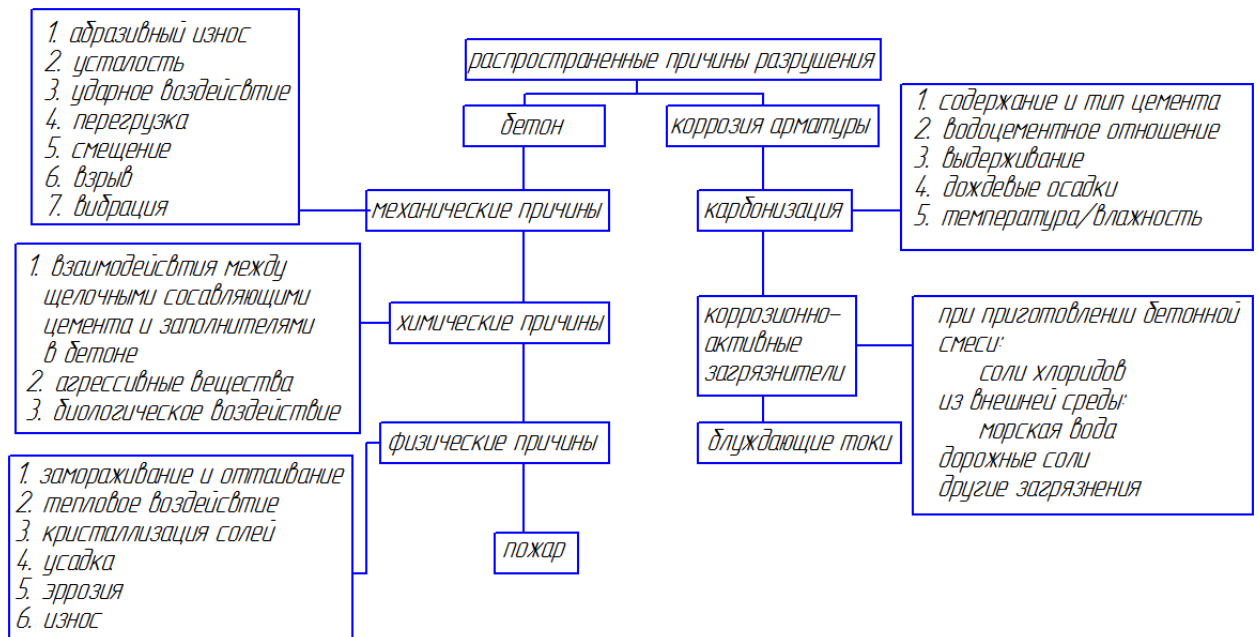 распространенные причины разрушения
бетон
коррозия арматуры
1. абразивный износ
2. усталость
3. ударное воздейсвтие
4. перегрузка
5. смещение
6. взрыв
7. вибрация
механические причины
карбонизация
1. содержание и тип цемента
2. водоцементное отношение
3. выдерживание
4. дождевые осадки
5. температура/влажность
1. взаимодейсвтия между
щелочными сосавляющими
цемента и заполнителями
в бетоне
2. агрессивные вещества
3. биологическое воздействие
химические причины
коррозионно-
активные
загрязнители
при приготовлении бетонной
смеси:
соли хлоридов
из внешней среды:
морская вода
дорожные соли
другие загрязнения
физические причины
блуждающие токи
1. замораживание и оттаивание
2. тепловое воздейсвтие
3. кристаллизация солей
4. усадка
5. эррозия
6. износ
пожар